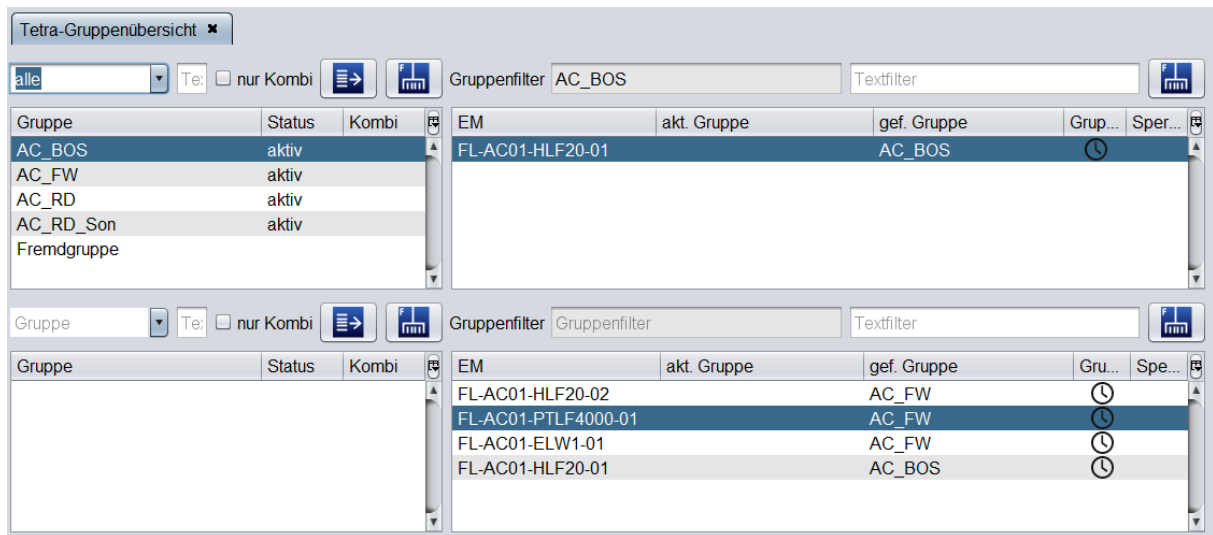 Tetra-Gruppenübersicht
alle Te: nur Kombi Gruppenfilter AC_BOS Textfilter
Gruppe Status Kombi EM akt. Gruppe gef. Gruppe Grup... Sper...
AC_BOS aktiv FL-AC01-HLF20-01 AC_BOS
AC_FW aktiv
AC_RD aktiv
AC_RD_Son aktiv
Fremdgruppe
Gruppe Te: nur Kombi Gruppenfilter Gruppenfilter Textfilter
Gruppe Status Kombi EM akt. Gruppe gef. Gruppe Gru... Spe...
FL-AC01-HLF20-02 AC_FW
FL-AC01-PTLF4000-01 AC_FW
FL-AC01-ELW1-01 AC_FW
FL-AC01-HLF20-01 AC_BOS